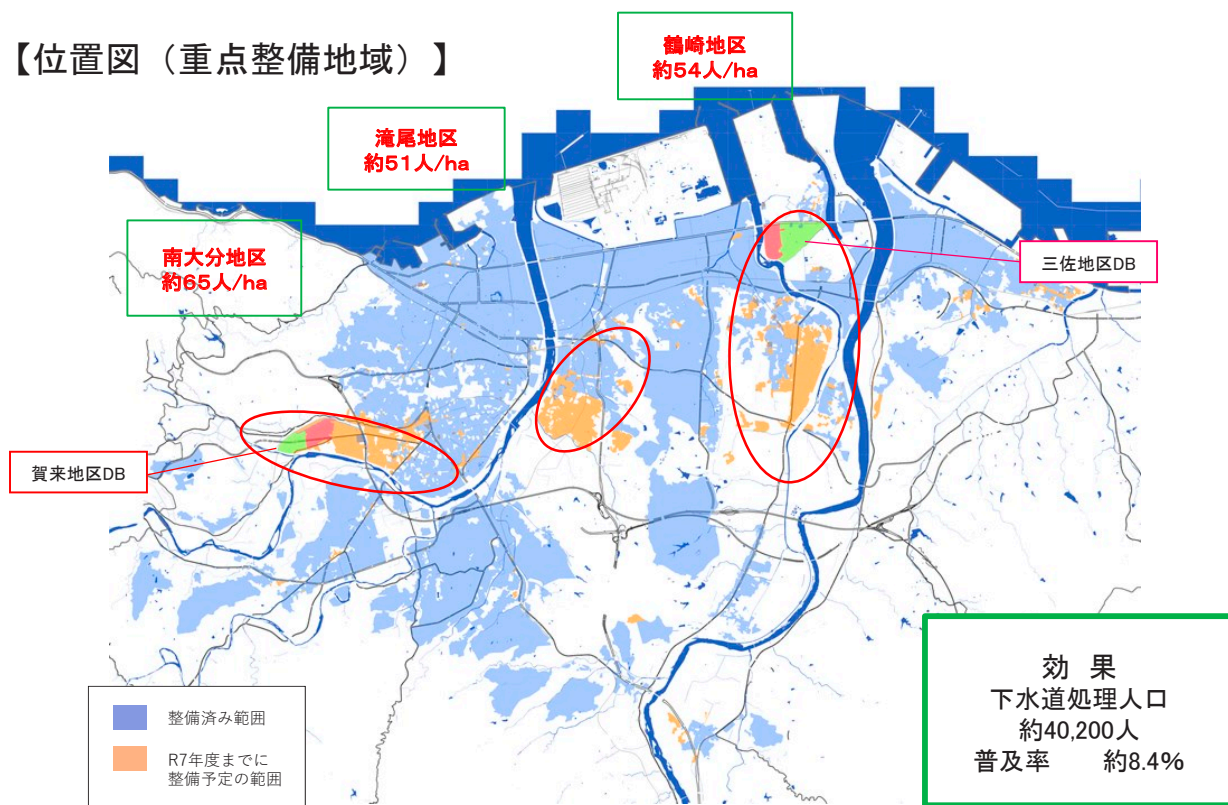 【位置図（重点整備地域）】
鶴崎地区
約54人/ha
滝尾地区
約51人/ha
南大分地区
約65人/ha
三佐地区DB
賀来地区DB
整備済み範囲
R7年度までに
整備予定の範囲
効　果
下水道処理人口
約40,200人
普及率　　約8.4%